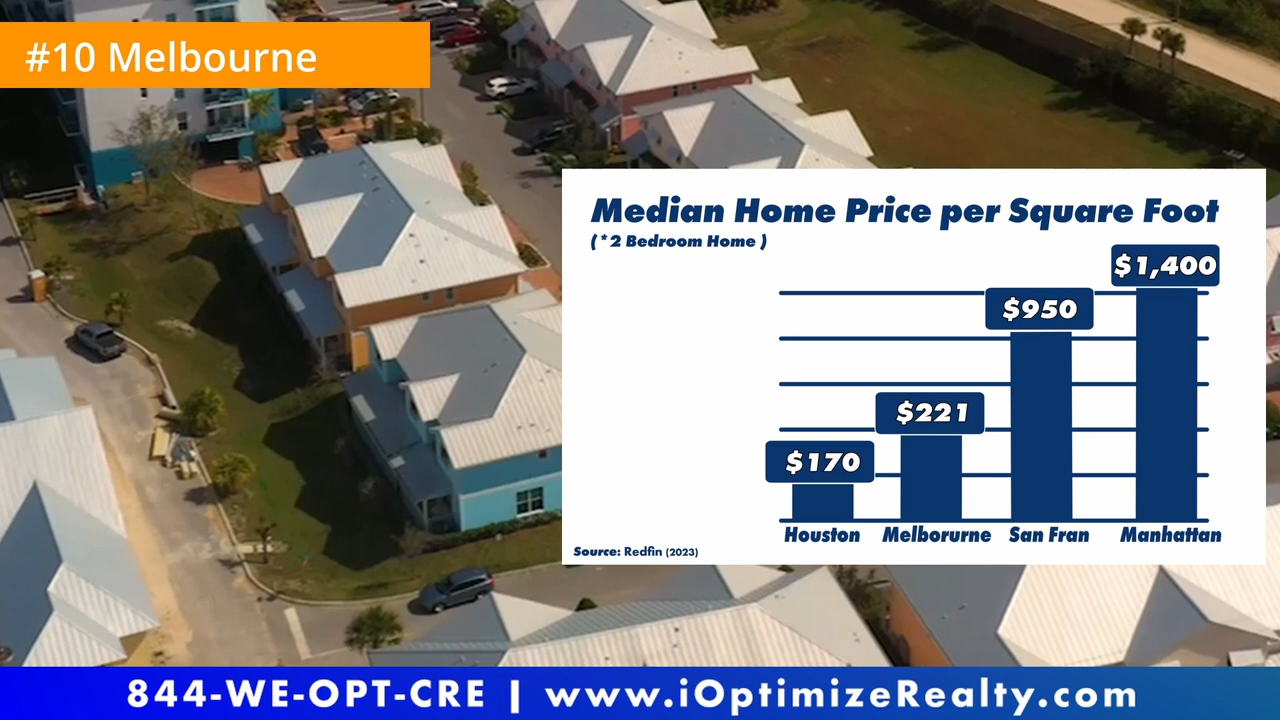 #10 Melbourne
Median Home Price per Square Foot
(*2 Bedroom Home )
$1,400
$950
$221
$170
Houston Melborurne San Fran Manhattan
Source: Redfin (2023)
844-WE-OPT-CRE | www.iOptimizeRealty.com